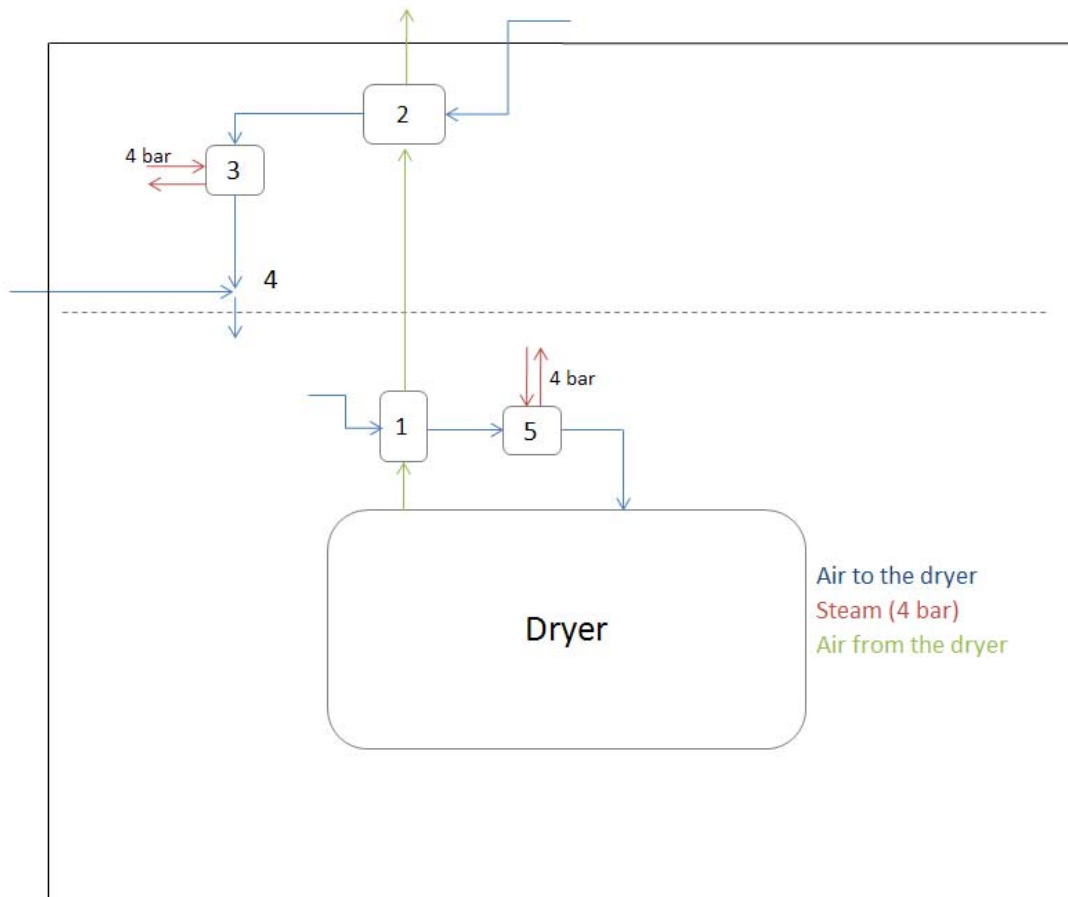 2
4 bar
3
4
4 bar
1
5
Air to the dryer
Steam (4 bar)
Dryer
Air from the dryer